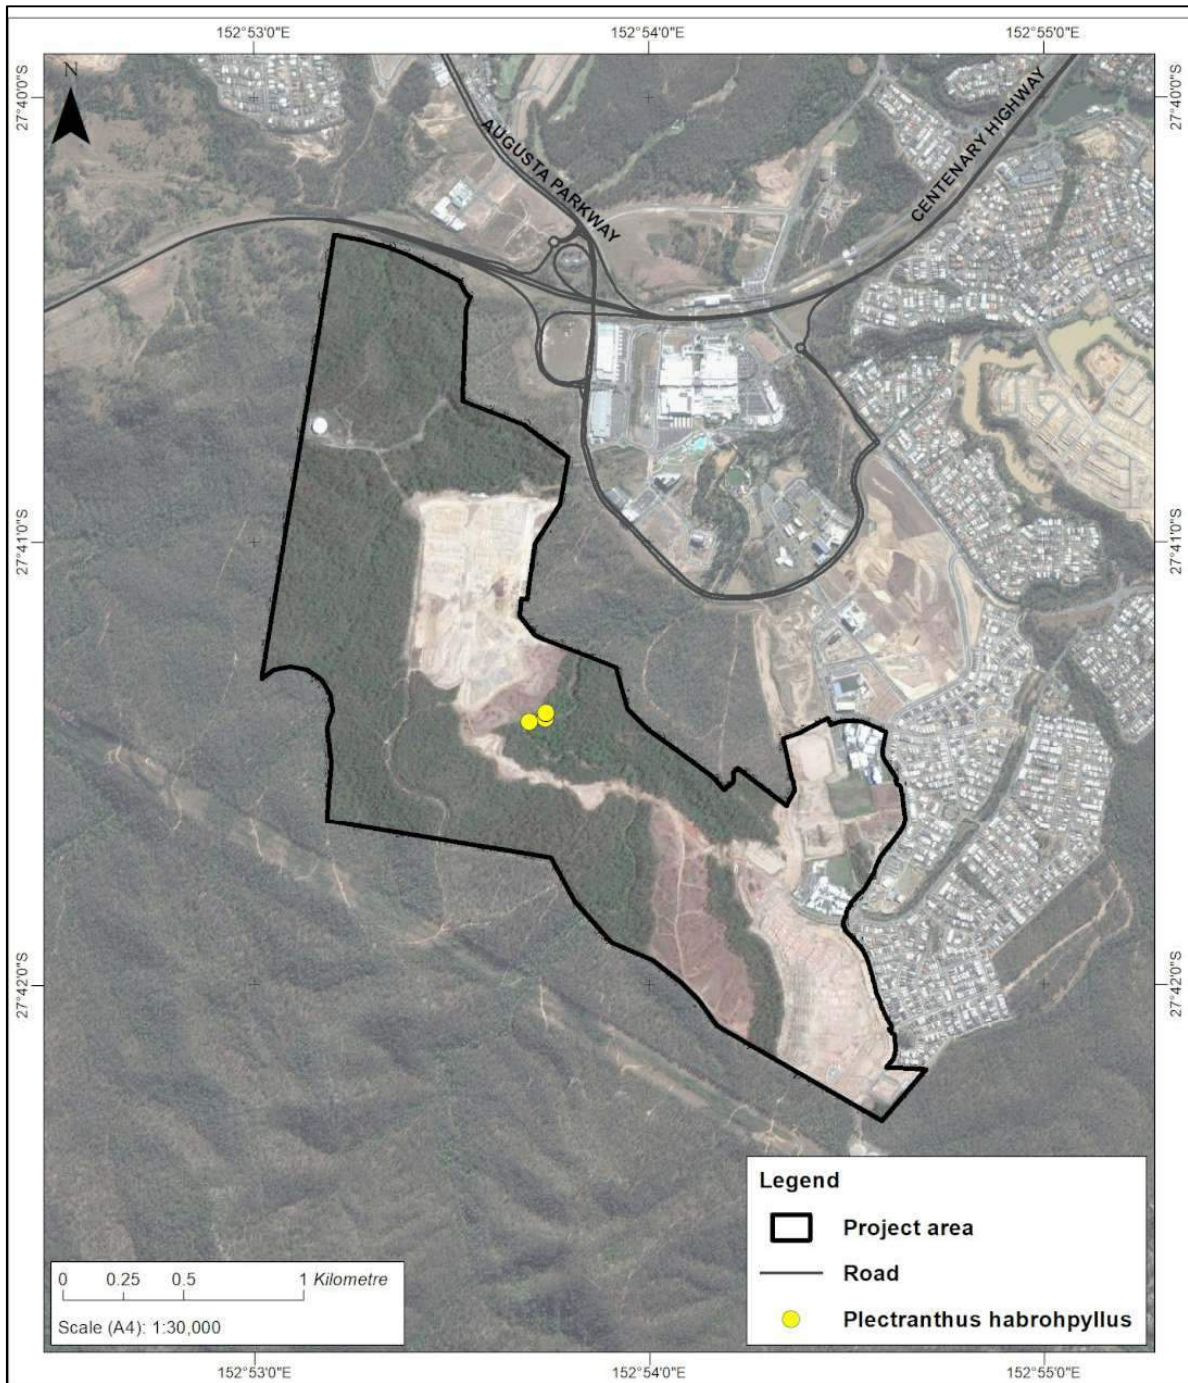 152°53'0"E 152°54'0"E 152°55'0"E
N
27°40'0"S 27°40'0"S
AUGUSTA PARKWAY
CENTENARY HIGHWAY
27°41'0"S 27°41'0"S
27°42'0"S 27°42'0"S
Legend
Project area
Road
Plectranthus habrohpyllus
0 0.25 0.5 1 Kilometre
Scale (A4): 1:30,000
152°53'0"E 152°54'0"E 152°55'0"E